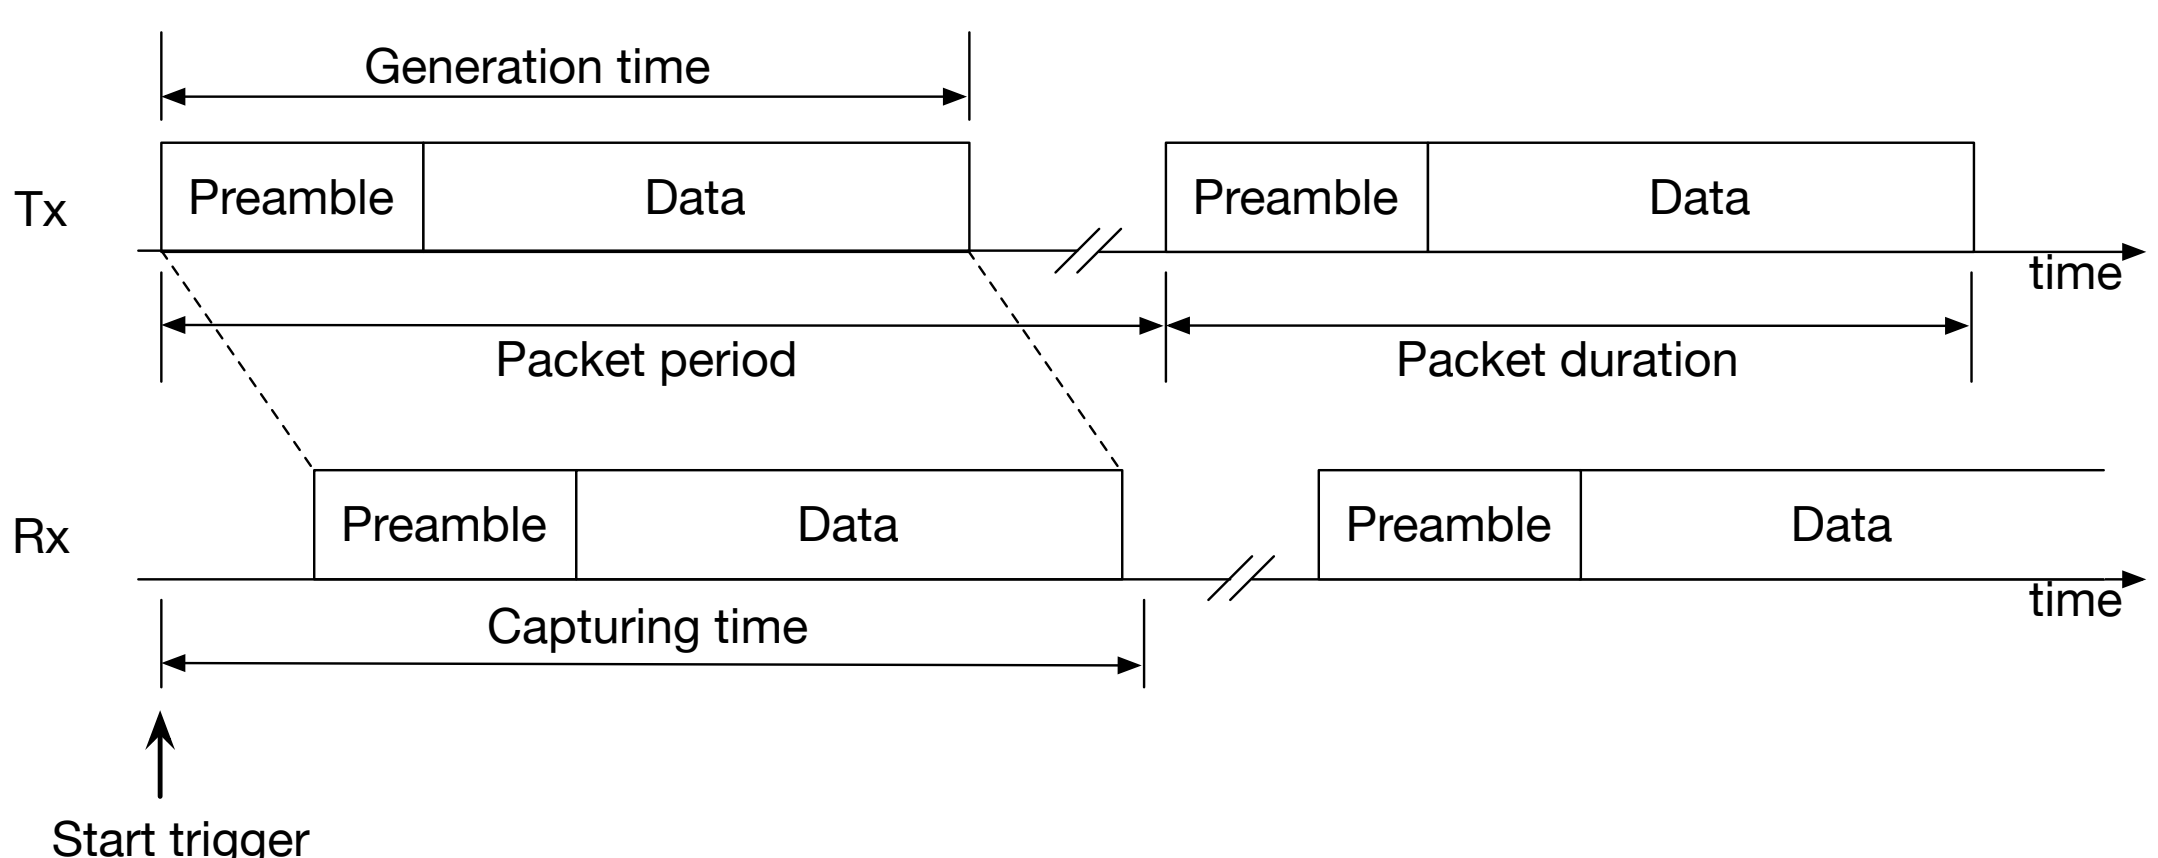 Generation time
Tx
Preamble
Data
Preamble
Data
time
Packet period
Packet duration
Rx
Preamble
Data
Preamble
Data
time
Capturing time
Start trigger